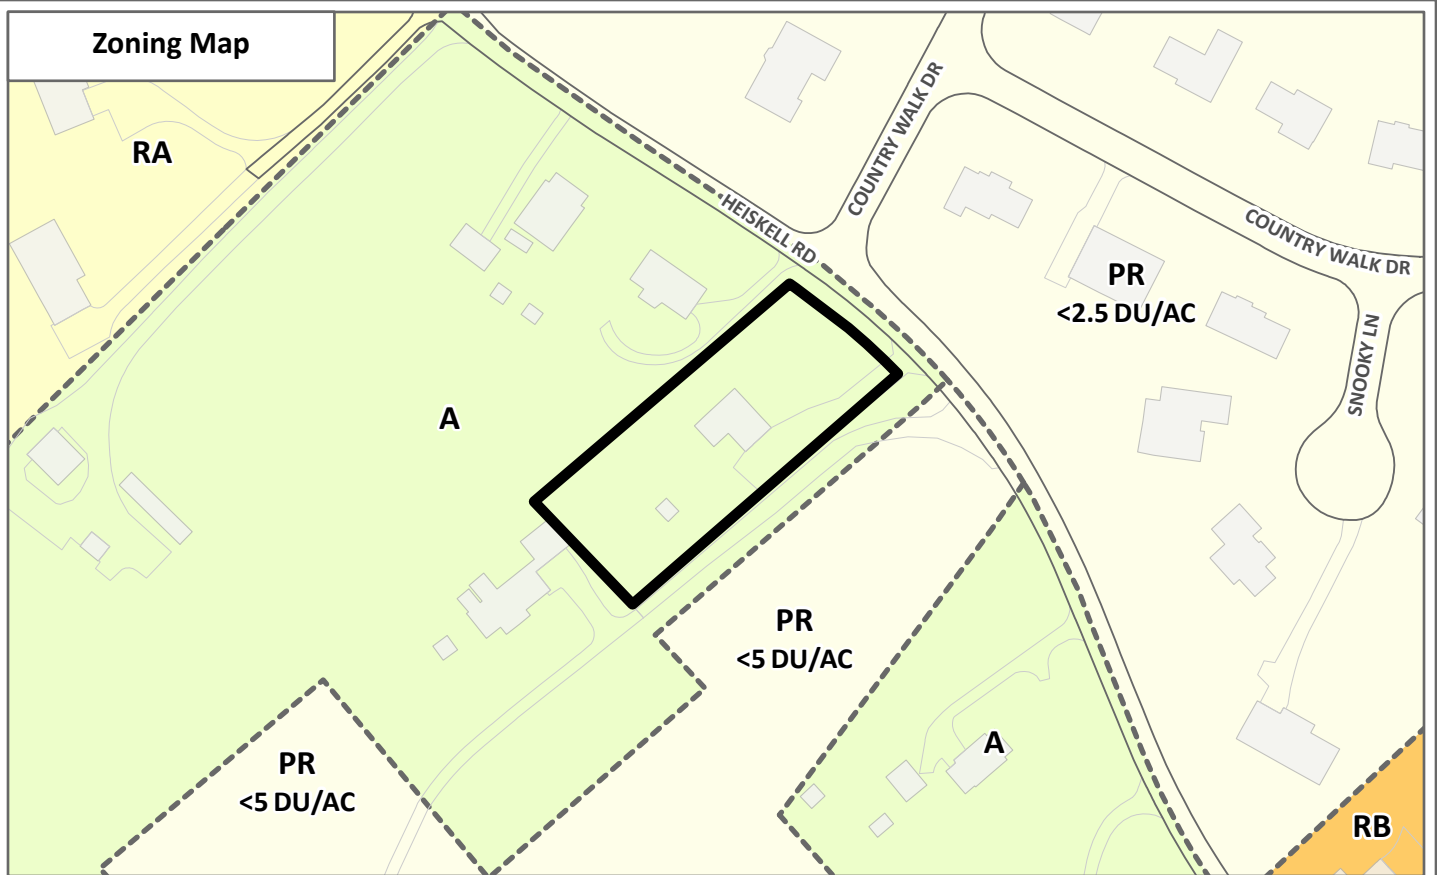 Zoning Map
RA
COUNTRY WALK DR
HEISKELL RD
COUNTRY WALK DR
PR
<2.5 DU/AC
SNOOKY LN
A
PR
<5 DU/AC
A
PR
<5 DU/AC
RB